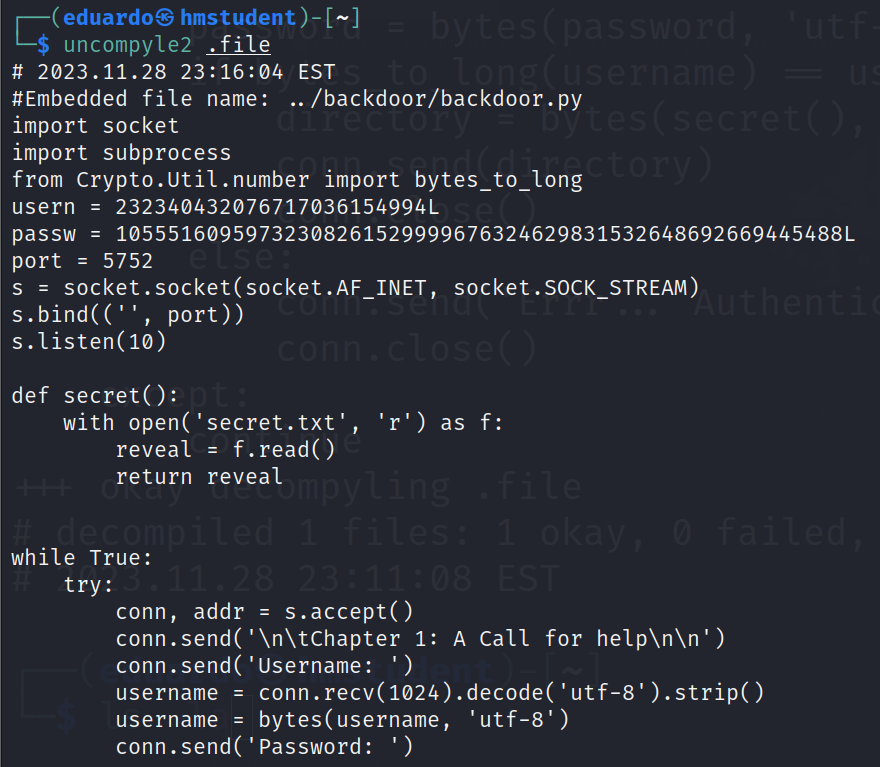 ┌──(eduardo㉿hmstudent)-[~]
└─$ uncompyle2 .file
# 2023.11.28 23:16:04 EST
#Embedded file name: ../backdoor/backdoor.py
import socket
import subprocess
from Crypto.Util.number import bytes_to_long
usern = 232340432076717036154994L
passw = 10555160959732308261529999676324629831532648692669445488L
port = 5752
s = socket.socket(socket.AF_INET, socket.SOCK_STREAM)
s.bind(('', port))
s.listen(10)

def secret():
    with open('secret.txt', 'r') as f:
        reveal = f.read()
        return reveal


while True:
    try:
        conn, addr = s.accept()
        conn.send('\n\tChapter 1: A Call for help\n\n')
        conn.send('Username: ')
        username = conn.recv(1024).decode('utf-8').strip()
        username = bytes(username, 'utf-8')
        conn.send('Password: ')